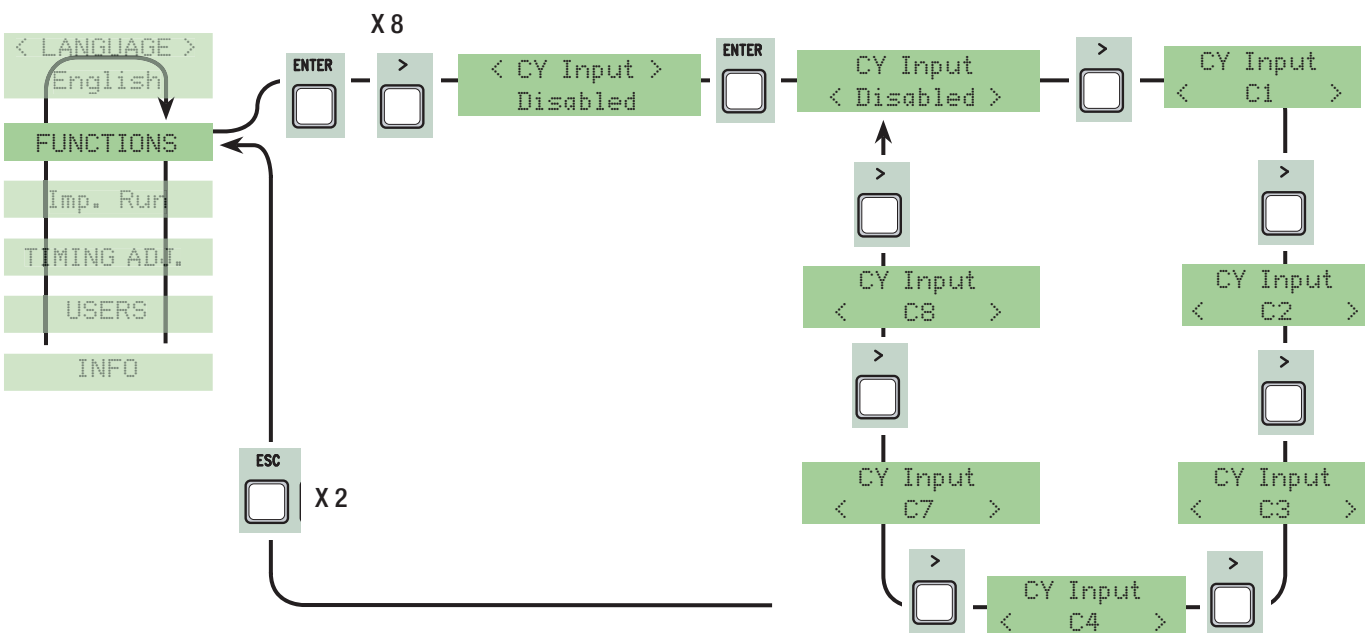 X 8
< LANGUAGE >
English
FUNCTIONS
Imp. Run
TIMING ADJ.
USERS
INFO
ENTER
>
< CY Input >
Disabled
ENTER
CY Input
< Disabled >
>
CY Input
< C1 >
>
CY Input
< C2 >
>
CY Input
< C3 >
>
CY Input
< C4 >
>
CY Input
< C7 >
>
CY Input
< C8 >
>
ESC
X 2